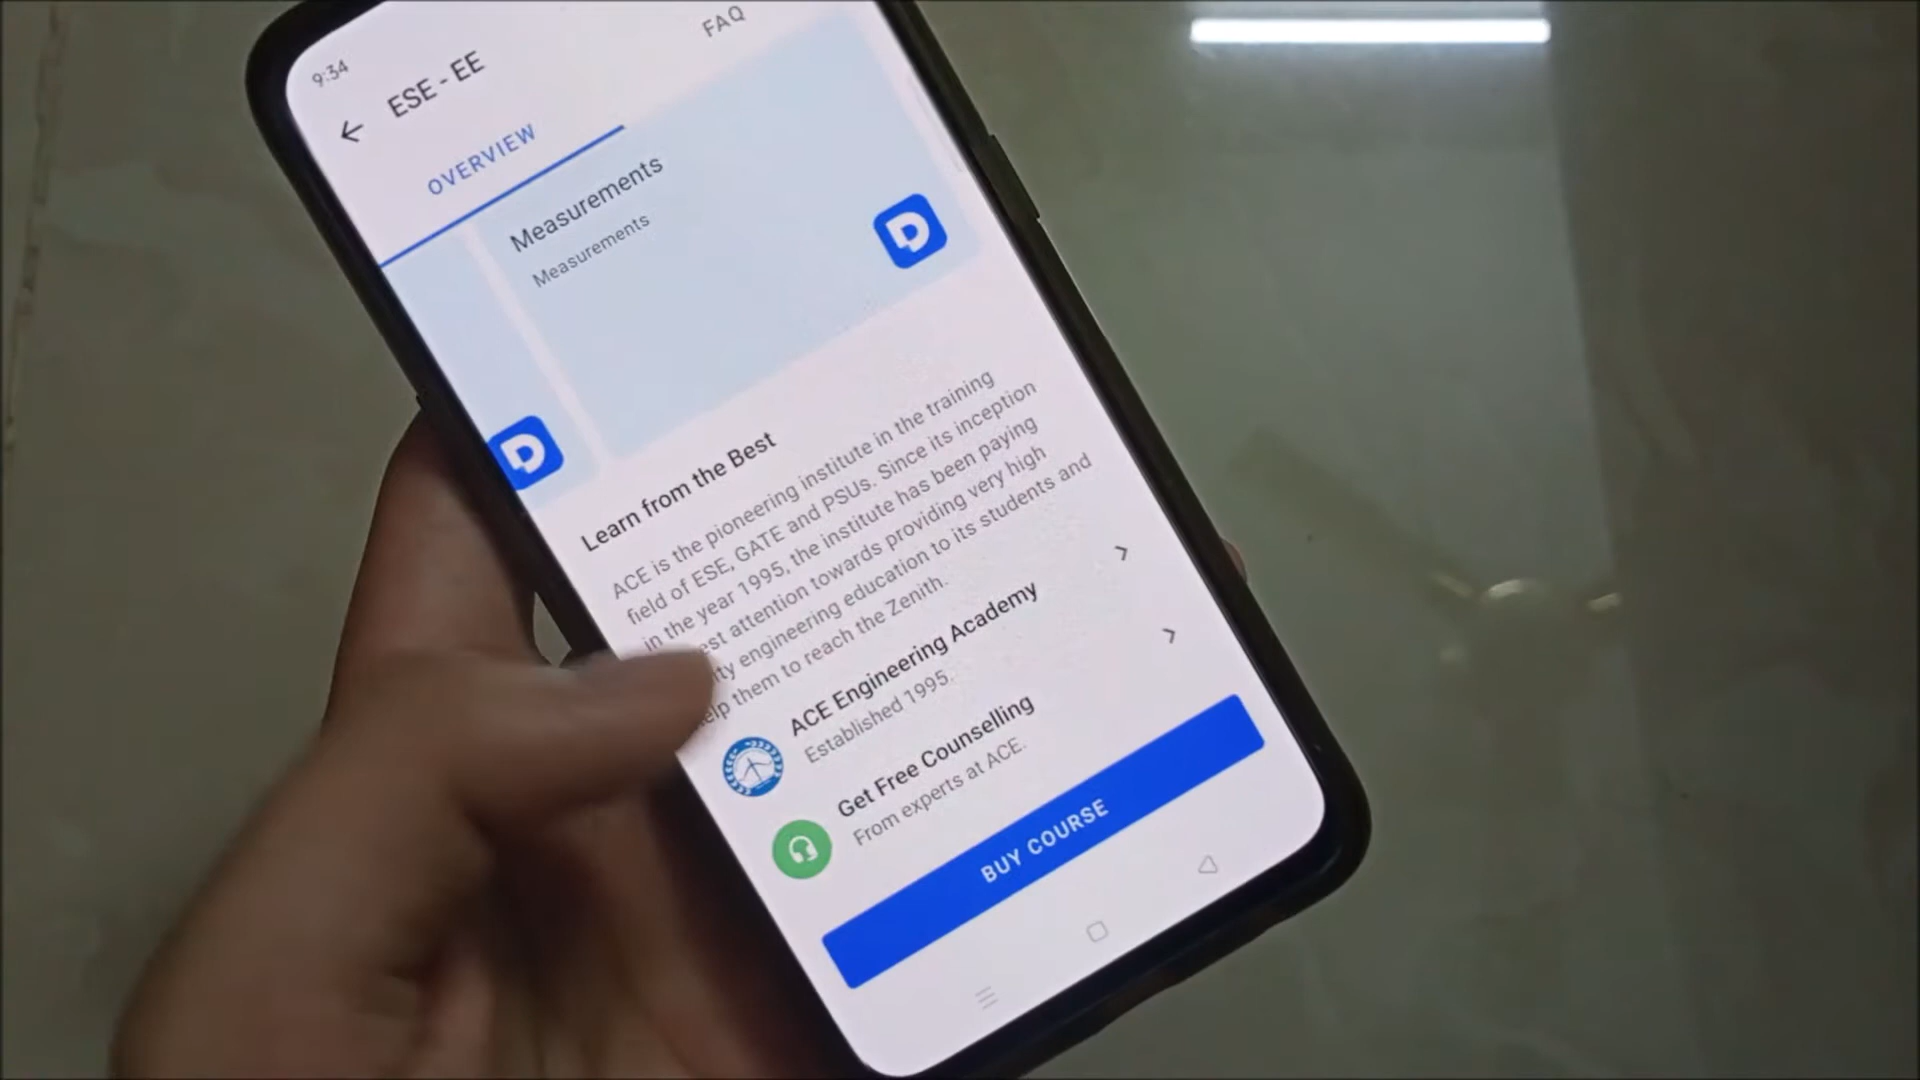 9:34
ESE - EE
OVERVIEW
FAQ
Measurements
Measurements
Learn from the Best
ACE is the pioneering institute in the training
field of ESE, GATE and PSUs. Since its inception
in the year 1995, the institute has been paying
attention towards providing very high
engineering education to its students and
them to reach the Zenith.
ACE Engineering Academy
Established 1995.
Get Free Counselling
From experts at ACE.
BUY COURSE